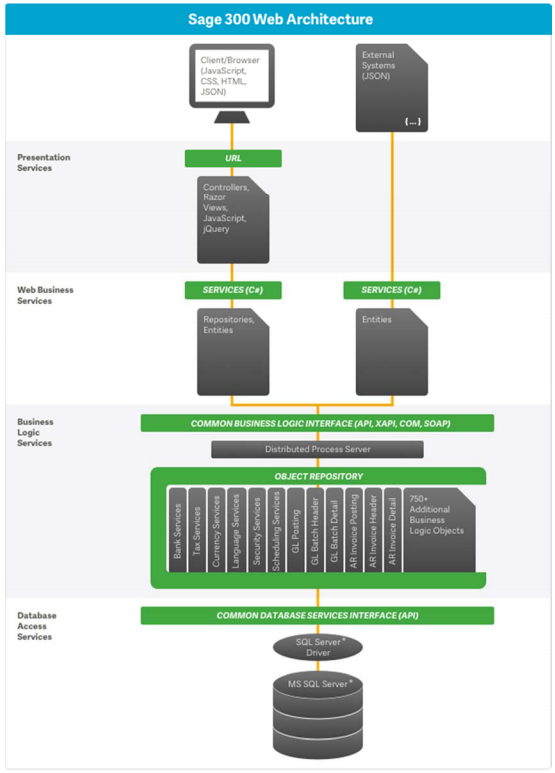 Sage 300 Web Architecture
Client/Browser
(JavaScript,
CSS, HTML,
JSON)
External
Systems
(JSON)
{...}
Presentation
Services
URL
Controllers,
Razor
Views,
JavaScript,
jQuery
Web Business
Services
SERVICES (C#)
SERVICES (C#)
Repositories,
Entities
Entities
Business
Logic
Services
COMMON BUSINESS LOGIC INTERFACE (API, XAPI, COM, SOAP)
Distributed Process Server
OBJECT REPOSITORY
Bank Services
Tax Services
Currency Services
Language Services
Security Services
Scheduling Services
GL Posting
GL Batch Header
GL Batch Detail
AR Invoice Posting
AR Invoice Header
AR Invoice Detail
750+
Additional
Business
Logic Objects
Database
Access
Services
COMMON DATABASE SERVICES INTERFACE (API)
SQL Server*
Driver
MS SQL Server*